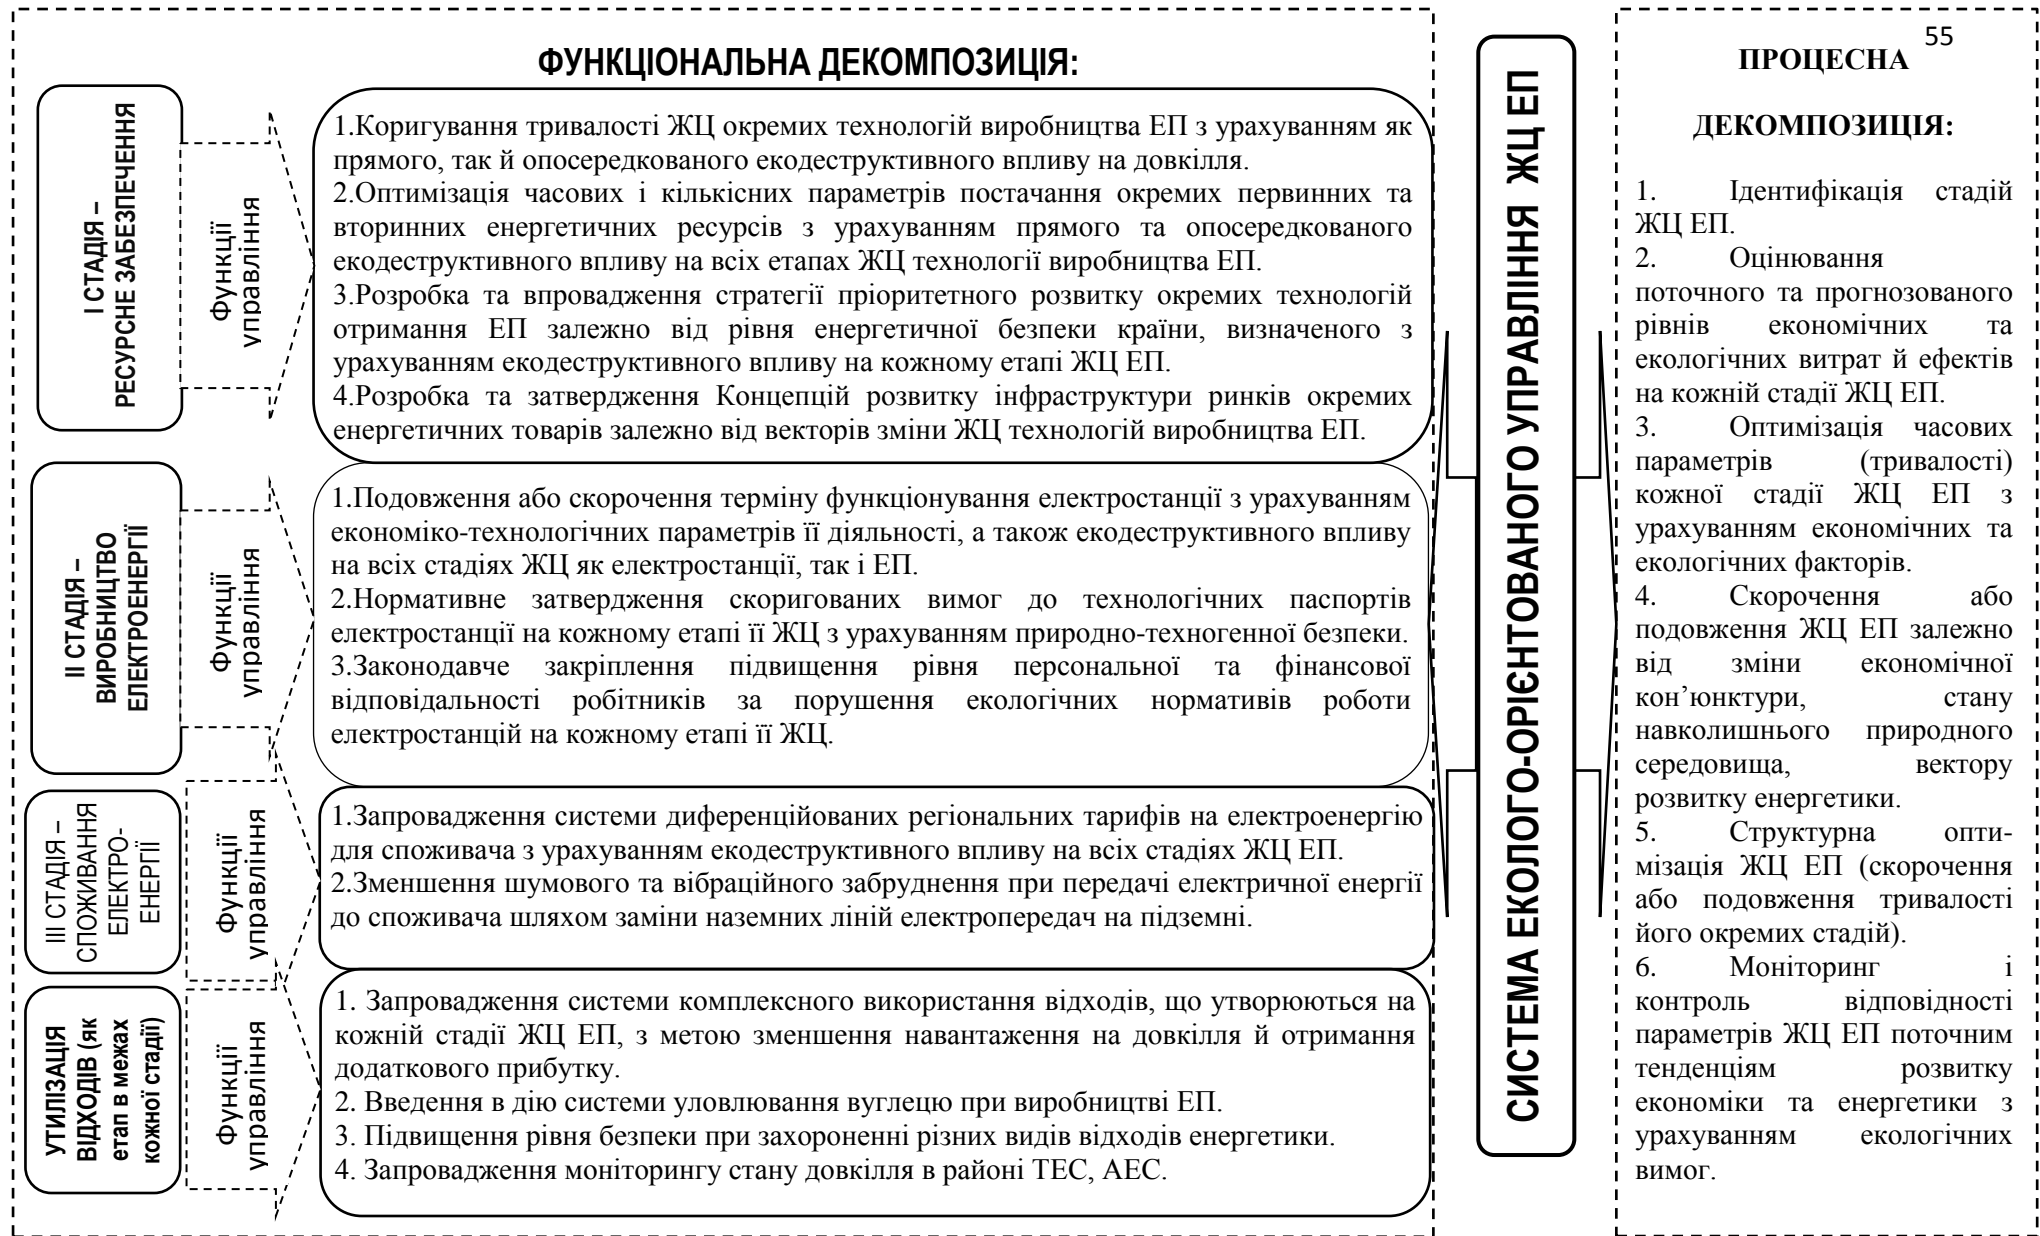 55
ФУНКЦІОНАЛЬНА ДЕКОМПОЗИЦІЯ:
І СТАДІЯ –
РЕСУРСНЕ ЗАБЕЗПЕЧЕННЯ
Функції
управління
1.Коригування тривалості ЖЦ окремих технологій виробництва ЕП з урахуванням як
прямого, так й опосередкованого екодеструктивного впливу на довкілля.
2.Оптимізація часових і кількісних параметрів постачання окремих первинних та
вторинних енергетичних ресурсів з урахуванням прямого та опосередкованого
екодеструктивного впливу на всіх етапах ЖЦ технології виробництва ЕП.
3.Розробка та впровадження стратегії пріоритетного розвитку окремих технологій
отримання ЕП залежно від рівня енергетичної безпеки країни, визначеного з
урахуванням екодеструктивного впливу на кожному етапі ЖЦ ЕП.
4.Розробка та затвердження Концепцій розвитку інфраструктури ринків окремих
енергетичних товарів залежно від векторів зміни ЖЦ технологій виробництва ЕП.
ІІ СТАДІЯ –
ВИРОБНИЦТВО
ЕЛЕКТРОЕНЕРГІЇ
Функції
управління
1.Подовження або скорочення терміну функціонування електростанції з урахуванням
економіко-технологічних параметрів її діяльності, а також екодеструктивного впливу
на всіх стадіях ЖЦ як електростанції, так і ЕП.
2.Нормативне затвердження скоригованих вимог до технологічних паспортів
електростанції на кожному етапі її ЖЦ з урахуванням природно-техногенної безпеки.
3.Законодавче закріплення підвищення рівня персональної та фінансової
відповідальності робітників за порушення екологічних нормативів роботи
електростанцій на кожному етапі її ЖЦ.
ІІІ СТАДІЯ –
СПОЖИВАННЯ
ЕЛЕКТРО-
ЕНЕРГІЇ
Функції
управління
1.Запровадження системи диференційованих регіональних тарифів на електроенергію
для споживача з урахуванням екодеструктивного впливу на всіх стадіях ЖЦ ЕП.
2.Зменшення шумового та вібраційного забруднення при передачі електричної енергії
до споживача шляхом заміни наземних ліній електропередач на підземні.
УТИЛІЗАЦІЯ
ВІДХОДІВ (як
етап в межах
кожної стадії)
Функції
управління
1. Запровадження системи комплексного використання відходів, що утворюються на
кожній стадії ЖЦ ЕП, з метою зменшення навантаження на довкілля й отримання
додаткового прибутку.
2. Введення в дію системи уловлювання вуглецю при виробництві ЕП.
3. Підвищення рівня безпеки при захороненні різних видів відходів енергетики.
4. Запровадження моніторингу стану довкілля в районі ТЕС, АЕС.
СИСТЕМА ЕКОЛОГО-ОРІЄНТОВАНОГО УПРАВЛІННЯ ЖЦ ЕП
ПРОЦЕСНА
ДЕКОМПОЗИЦІЯ:
1. Ідентифікація стадій
ЖЦ ЕП.
2. Оцінювання
поточного та прогнозованого
рівнів економічних та
екологічних витрат й ефектів
на кожній стадії ЖЦ ЕП.
3. Оптимізація часових
параметрів (тривалості)
кожної стадії ЖЦ ЕП з
урахуванням економічних та
екологічних факторів.
4. Скорочення або
подовження ЖЦ ЕП залежно
від зміни економічної
кон’юнктури, стану
навколишнього природного
середовища, вектору
розвитку енергетики.
5. Структурна опти-
мізація ЖЦ ЕП (скорочення
або подовження тривалості
його окремих стадій).
6. Моніторинг і
контроль відповідності
параметрів ЖЦ ЕП поточним
тенденціям розвитку
економіки та енергетики з
урахуванням екологічних
вимог.